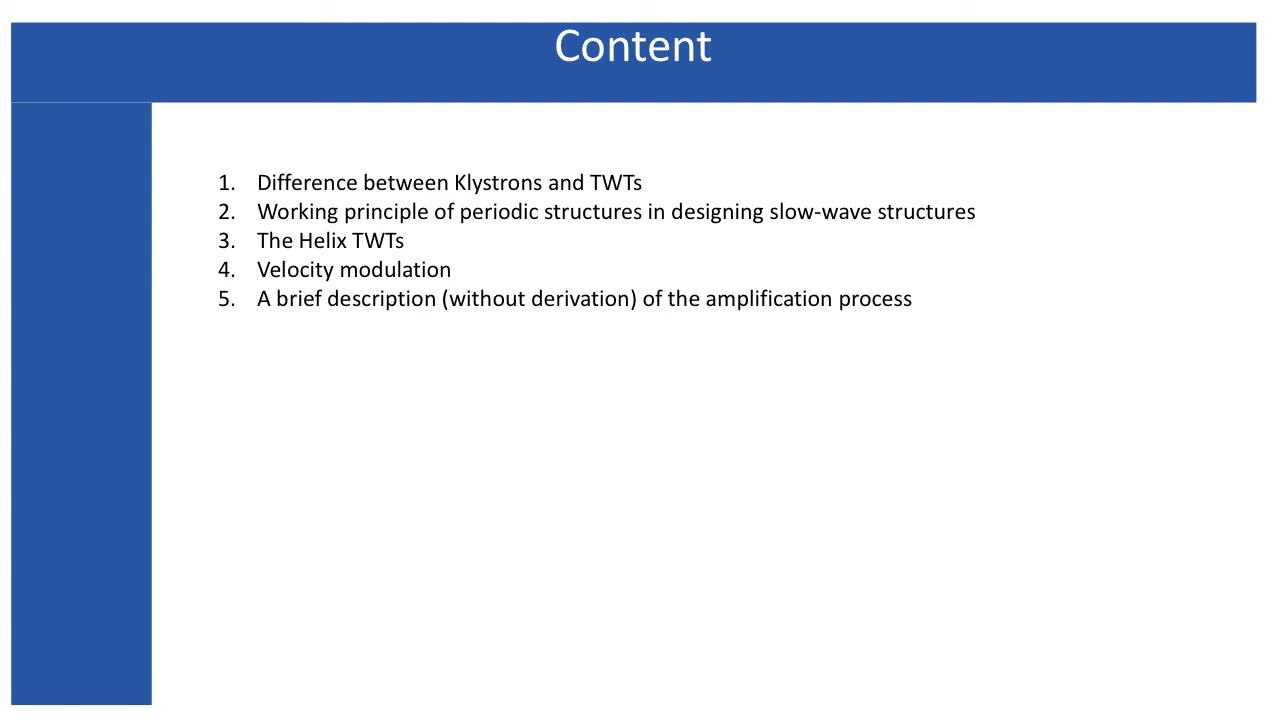 Content
1. Difference between Klystrons and TWTs
2. Working principle of periodic structures in designing slow-wave structures
3. The Helix TWTs
4. Velocity modulation
5. A brief description (without derivation) of the amplification process